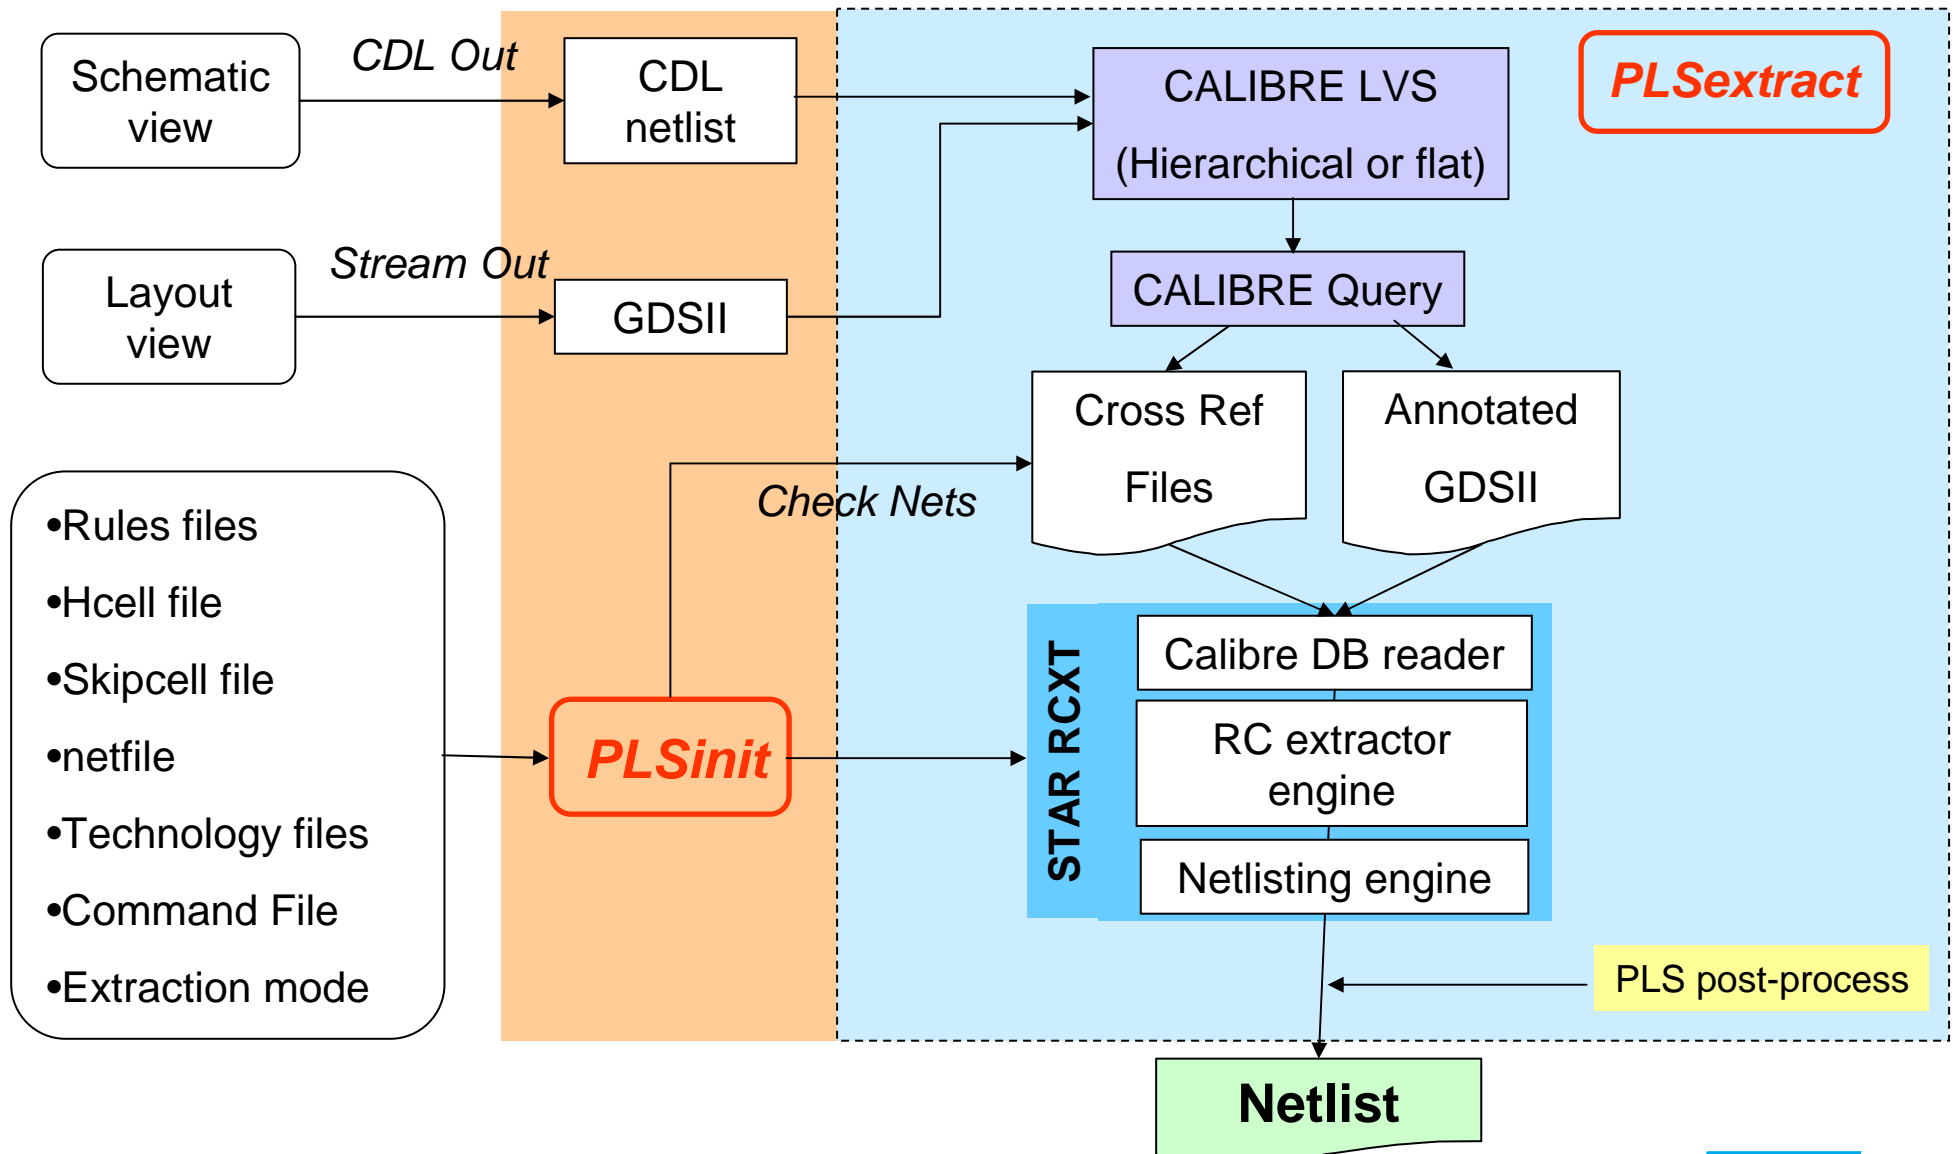 Schematic
view
CDL Out
CDL
netlist
CALIBRE LVS
(Hierarchical or flat)
PLSextract
Layout
view
Stream Out
GDSII
CALIBRE Query
Cross Ref
Files
Annotated
GDSII
Check Nets
•Rules files
•Hcell file
•Skipcell file
•netfile
•Technology files
•Command File
•Extraction mode
PLSinit
STAR RCXT
Calibre DB reader
RC extractor
engine
Netlisting engine
PLS post-process
Netlist